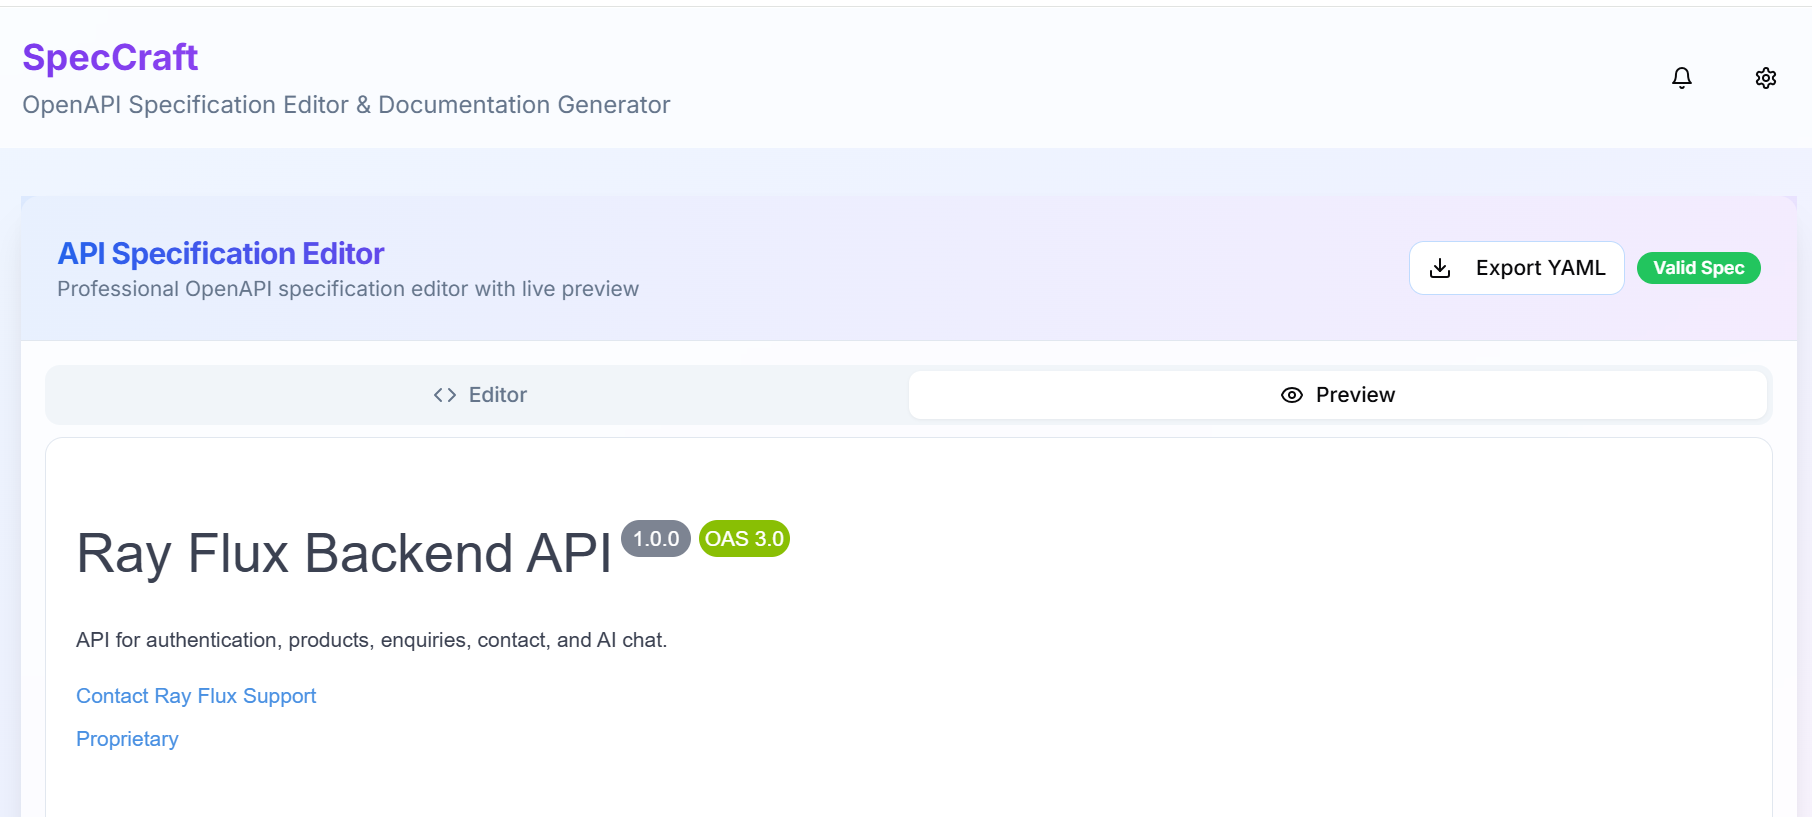 SpecCraft
OpenAPI Specification Editor & Documentation Generator
API Specification Editor
Professional OpenAPI specification editor with live preview
Export YAML
Valid Spec
Editor
Preview
Ray Flux Backend API 1.0.0 OAS 3.0
API for authentication, products, enquiries, contact, and AI chat.
Contact Ray Flux Support
Proprietary